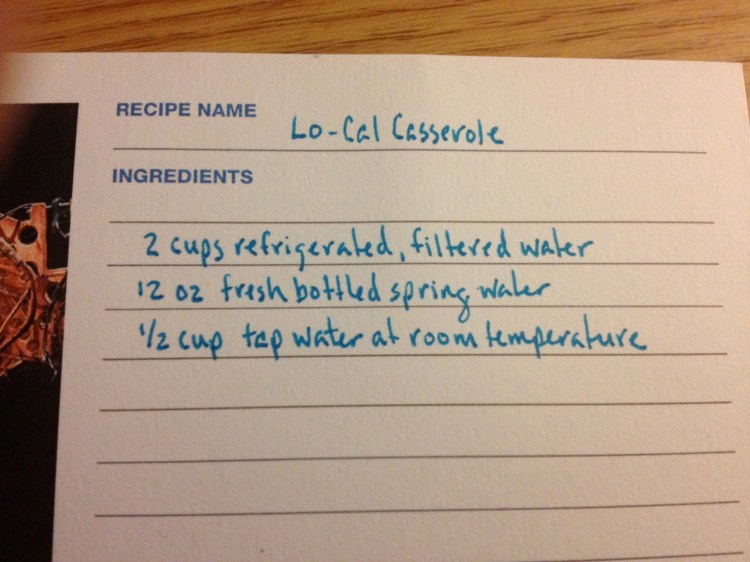 RECIPE NAME Lo-Cal Casserole
INGREDIENTS
2 cups refrigerated, filtered water
12 oz fresh bottled spring water
1/2 cup tap water at room temperature